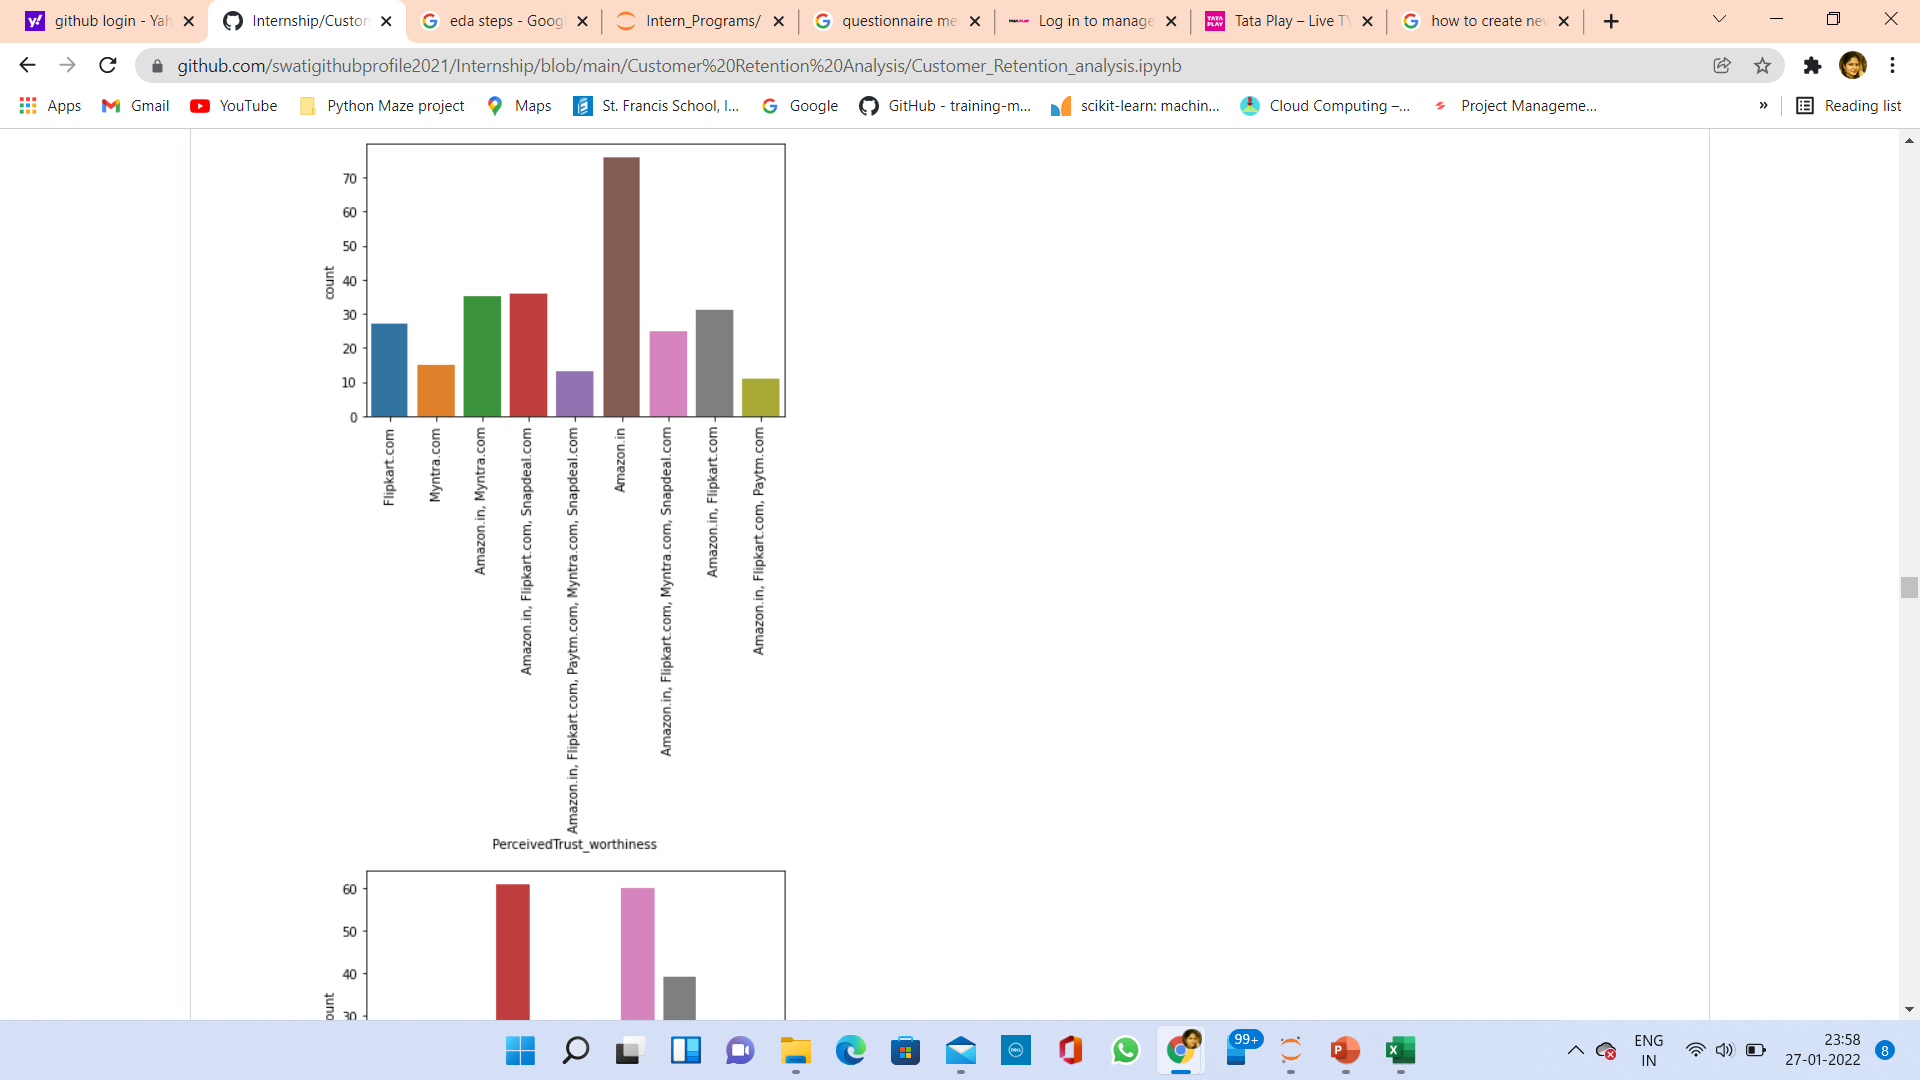 github login - Yah
Internship/Custon
eda steps - Goog
Intern_Programs/
questionnaire me
Log in to manage
Tata Play – Live TV
how to create nev
github.com/swatigithubprofile2021/Internship/blob/main/Customer%20Retention%20Analysis/Customer_Retention_analysis.ipynb
Apps
Gmail
YouTube
Python Maze project
Maps
St. Francis School, I...
Google
GitHub - training-m...
scikit-learn: machin...
Cloud Computing –...
Project Manageme...
»
Reading list
70
60
50
40
30
20
10
0
count
Flipkart.com
Myntra.com
Amazon.in, Myntra.com
Amazon.in, Flipkart.com, Snapdeal.com
Amazon.in, Flipkart.com, Paytm.com, Myntra.com, Snapdeal.com
Amazon.in
Amazon.in, Flipkart.com, Myntra.com, Snapdeal.com
Amazon.in, Flipkart.com
Amazon.in, Flipkart.com, Paytm.com
PerceivedTrust_worthiness
60
50
40
30
ount
99+
ENG
IN
23:58
27-01-2022
8